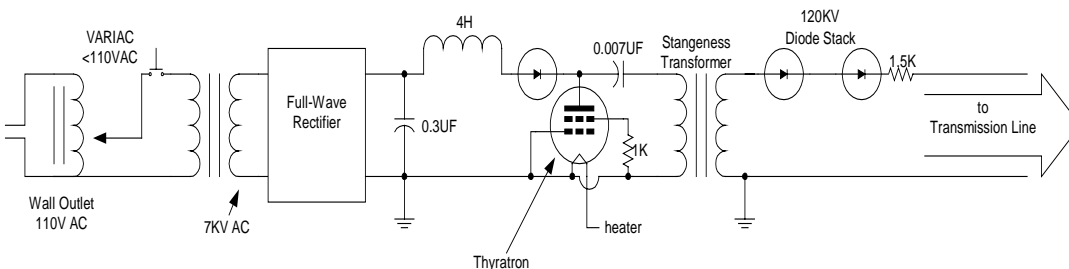 VARIAC
<110VAC
4H
0.007UF
Stangeness
Transformer
120KV
Diode Stack
1.5K
Full-Wave
Rectifier
0.3UF
1K
to
Transmission Line
Wall Outlet
110V AC
7KV AC
heater
Thyratron